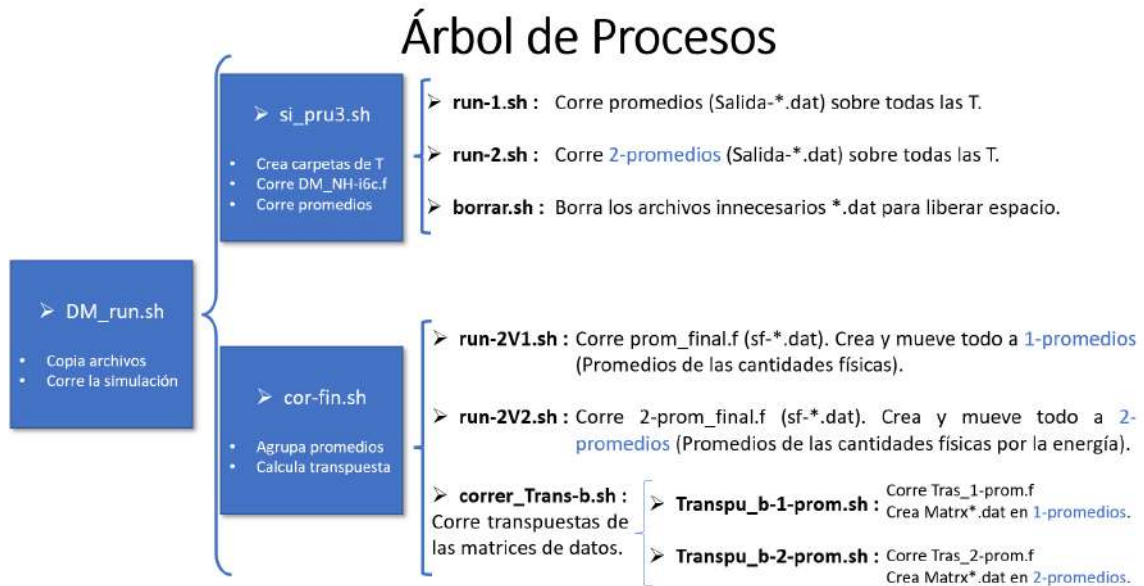 Árbol de Procesos
➢ DM_run.sh
• Copia archivos
• Corre la simulación
➢ si_pru3.sh
• Crea carpetas de T
• Corre DM_NH-i6c.f
• Corre promedios
➢ run-1.sh : Corre promedios (Salida-*.dat) sobre todas las T.
➢ run-2.sh : Corre 2-promedios (Salida-*.dat) sobre todas las T.
➢ borrar.sh : Borra los archivos innecesarios *.dat para liberar espacio.
➢ cor-fin.sh
• Agrupa promedios
• Calcula transpuesta
➢ run-2V1.sh : Corre prom_final.f (sf-*.dat). Crea y mueve todo a 1-promedios
(Promedios de las cantidades físicas).
➢ run-2V2.sh : Corre 2-prom_final.f (sf-*.dat). Crea y mueve todo a 2-
promedios (Promedios de las cantidades físicas por la energía).
➢ correr_Trans-b.sh :
Corre transpuestas de
las matrices de datos.
➢ Transpu_b-1-prom.sh : Corre Tras_1-prom.f
Crea Matrx*.dat en 1-promedios.
➢ Transpu_b-2-prom.sh : Corre Tras_2-prom.f
Crea Matrx*.dat en 2-promedios.